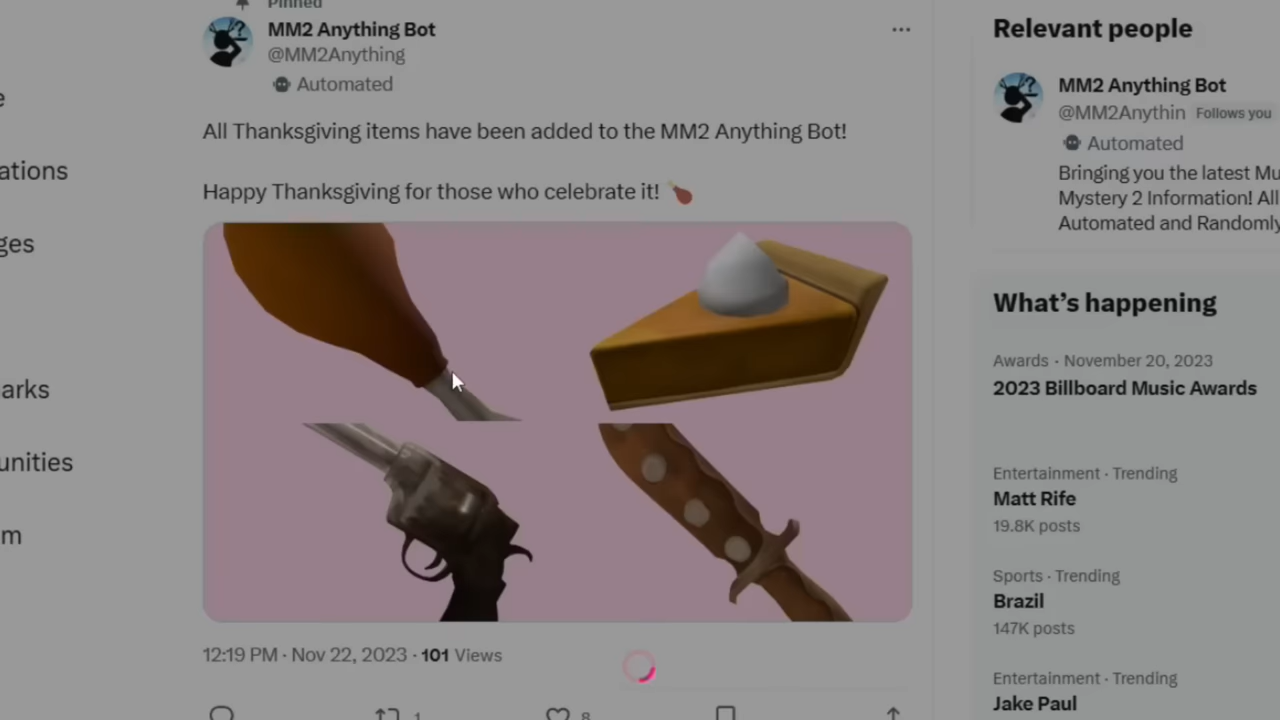 Pinned
MM2 Anything Bot
@MM2Anything
Automated
All Thanksgiving items have been added to the MM2 Anything Bot!
Happy Thanksgiving for those who celebrate it!
12:19 PM · Nov 22, 2023 · 101 Views
1
8
e
ations
ges
arks
unities
m
Relevant people
MM2 Anything Bot
@MM2Anythin Follows you
Automated
Bringing you the latest Mu
Mystery 2 Information! All
Automated and Randomly
What's happening
Awards · November 20, 2023
2023 Billboard Music Awards
Entertainment · Trending
Matt Rife
19.8K posts
Sports · Trending
Brazil
147K posts
Entertainment · Trending
Jake Paul